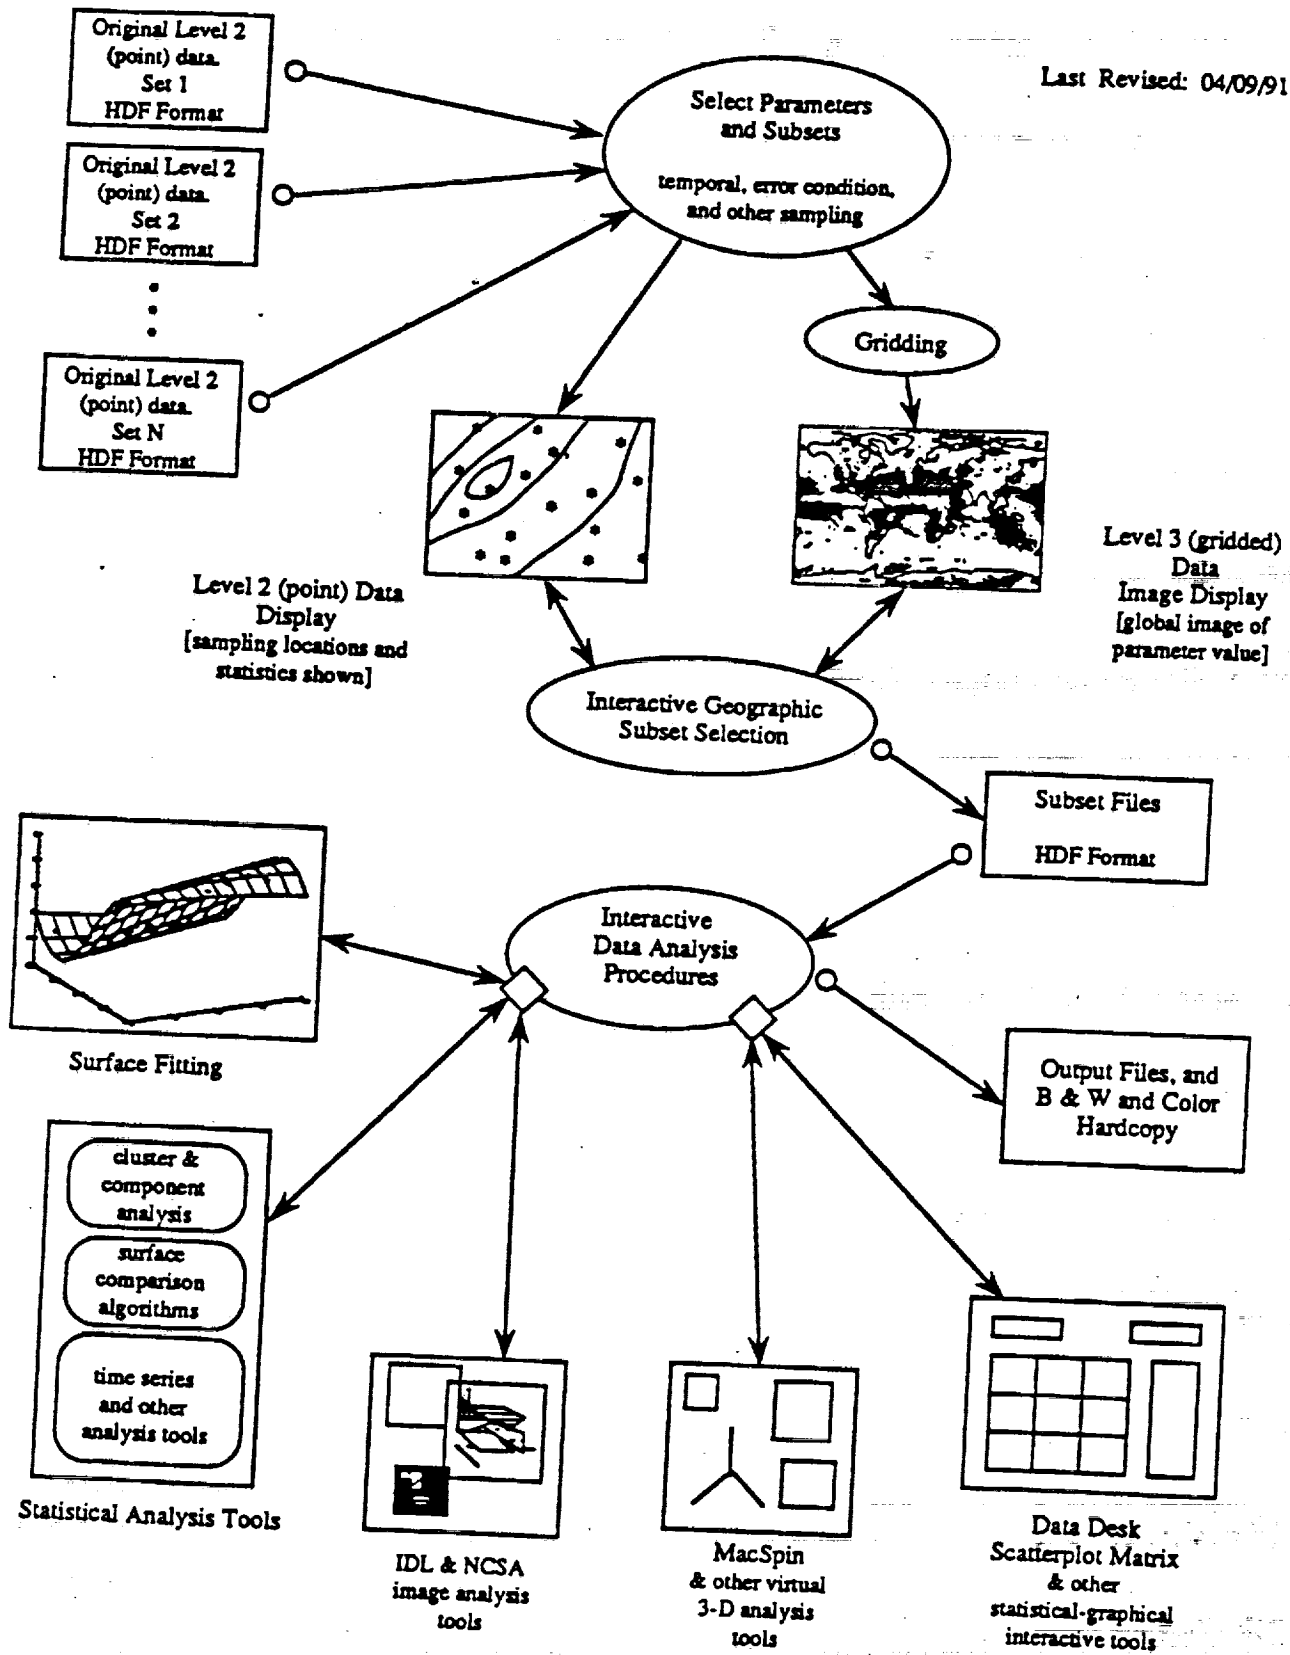 Original Level 2
(point) data.
Set 1
HDF Format
Last Revised: 04/09/91
Select Parameters
and Subsets
temporal, error condition,
and other sampling
Original Level 2
(point) data.
Set 2
HDF Format
Gridding
Original Level 2
(point) data.
Set N
HDF Format
Level 2 (point) Data
Display
[sampling locations and
statistics shown]
Level 3 (gridded)
Data
Image Display
[global image of
parameter value]
Interactive Geographic
Subset Selection
Subset Files
HDF Format
Interactive
Data Analysis
Procedures
Surface Fitting
Output Files, and
B & W and Color
Hardcopy
cluster &
component
analysis
surface
comparison
algorithms
time series
and other
analysis tools
Statistical Analysis Tools
IDL & NCSA
image analysis
tools
MacSpin
& other virtual
3-D analysis
tools
Data Desk
Scatterplot Matrix
& other
statistical-graphical
interactive tools